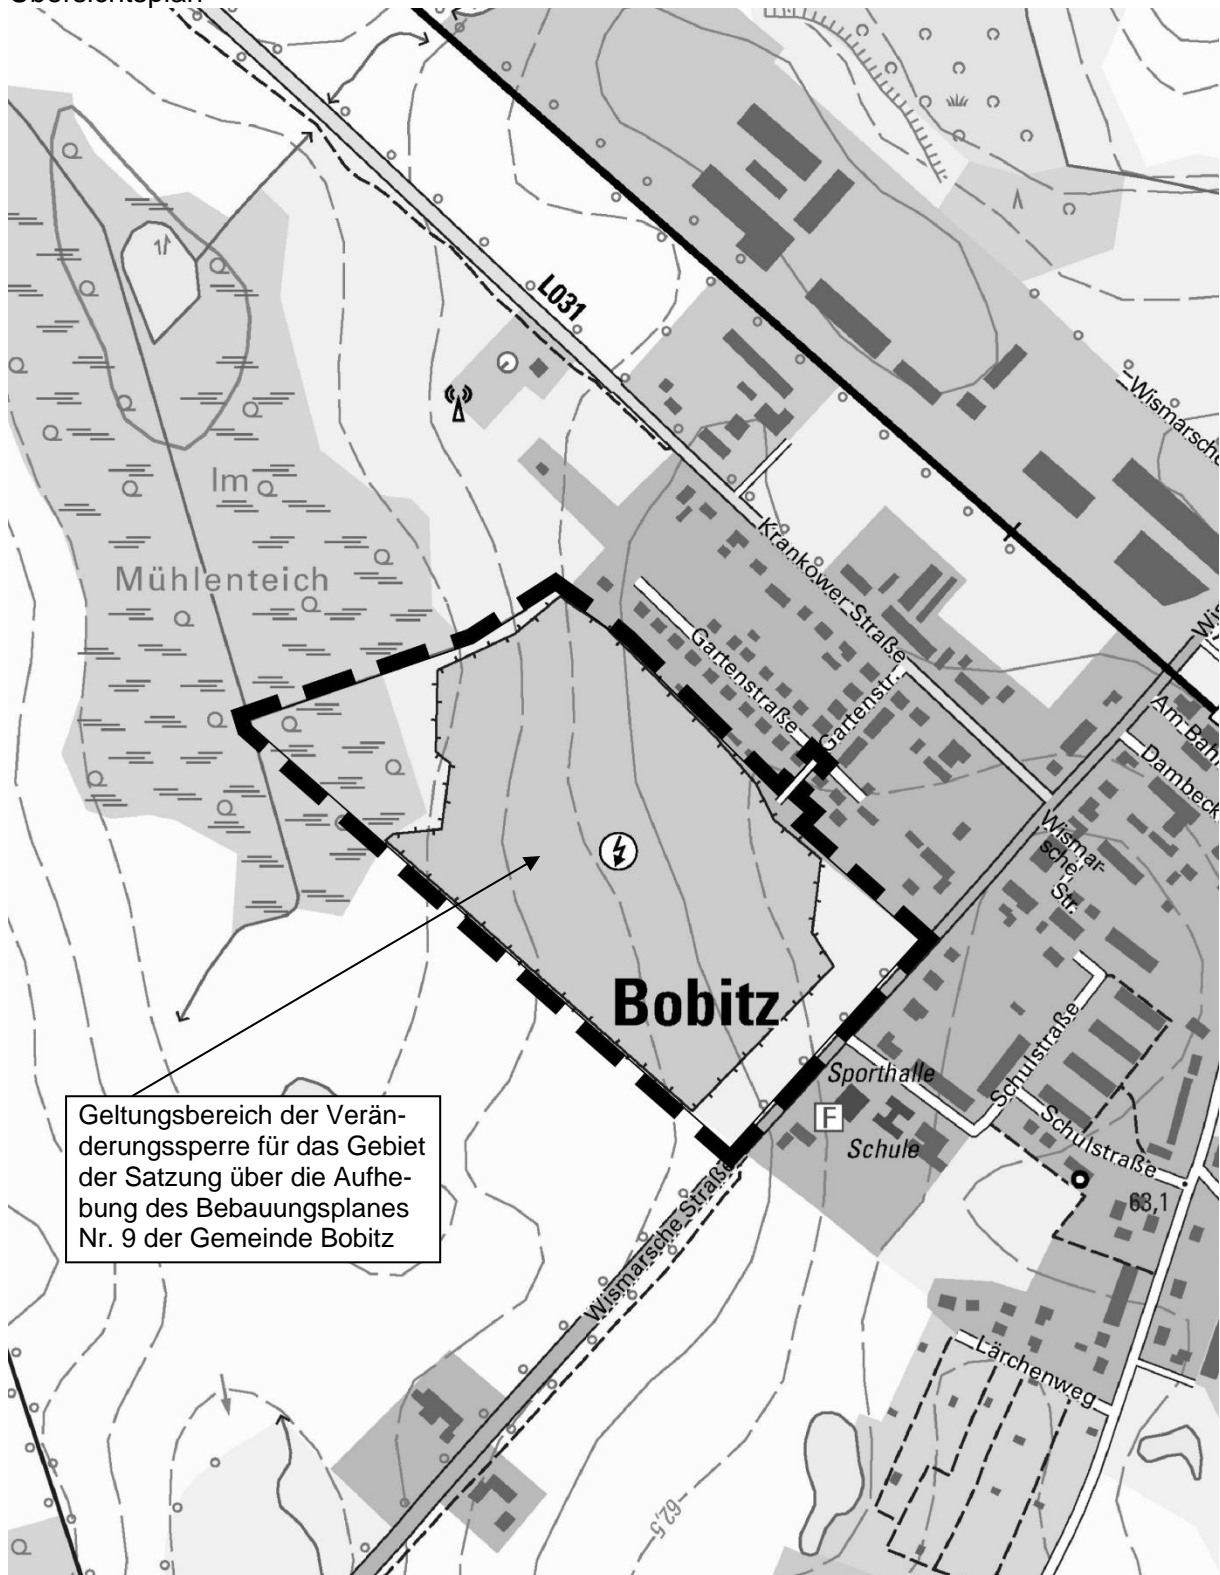 Übersichtsplan
L031
Wismarsche
Im
Mühlenteich
Krankower Straße
Gartenstraße
Gartenstr.
Am Bahn
Dambeck
Wismar-
sche
Str.
Bobitz
Schulstraße
Sporthalle
F
Schule
Schulstraße
63,1
Geltungsbereich der Verän-
derungssperre für das Gebiet
der Satzung über die Aufhe-
bung des Bebauungsplanes
Nr. 9 der Gemeinde Bobitz
Wismarsche Straße
Lärchenweg
62,5